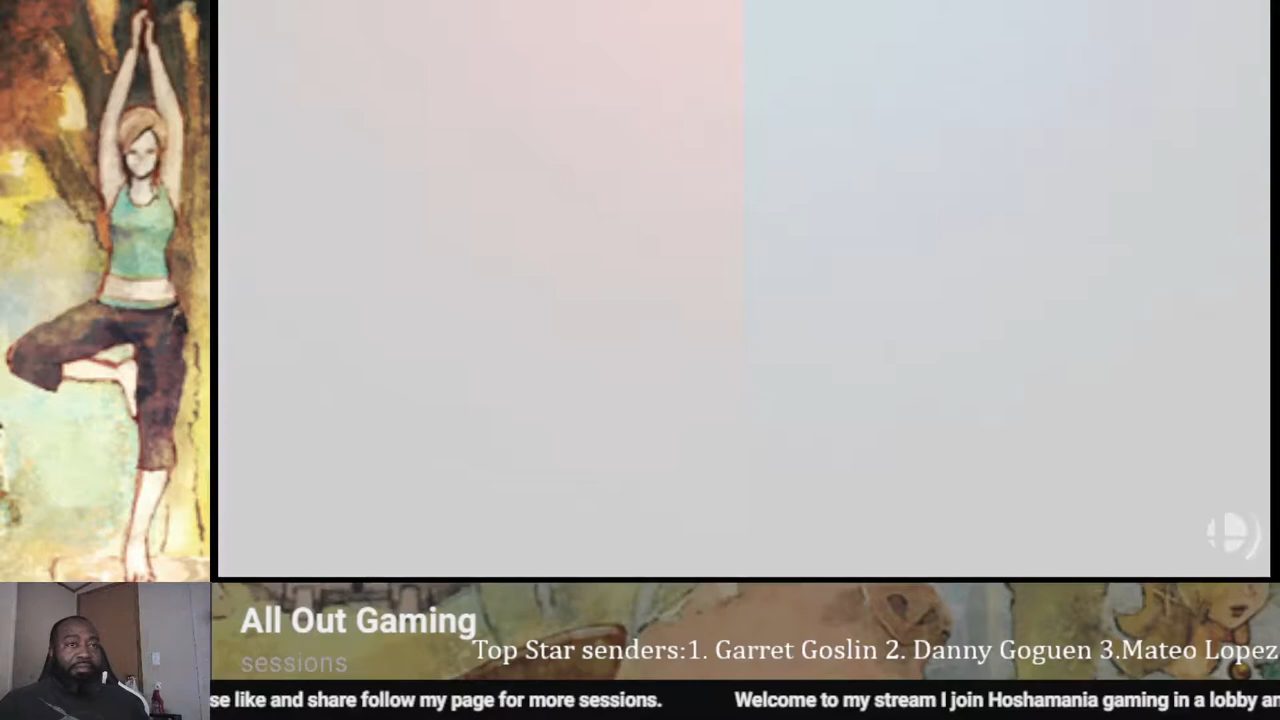 All Out Gaming
sessions
Top Star senders:1. Garret Goslin 2. Danny Goguen 3.Mateo Lopez
se like and share follow my page for more sessions. Welcome to my stream I join Hoshamania gaming in a lobby an